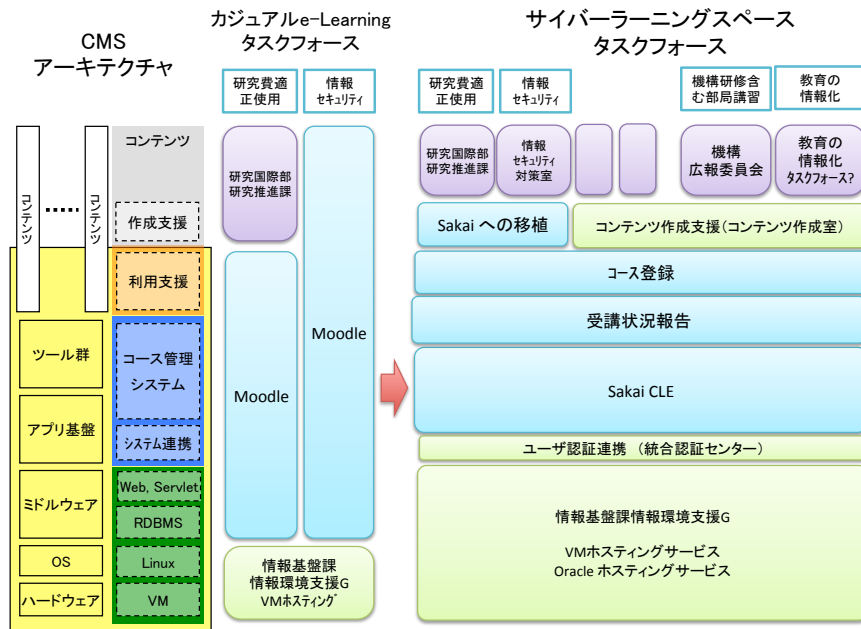 CMS
アーキテクチャ
カジュアルe-Learning
タスクフォース
サイバーラーニングスペース
タスクフォース
研究費適
正使用
情報
セキュリティ
研究費適
正使用
情報
セキュリティ
機構研修含
む部局講習
教育の
情報化
コンテンツ
……
コンテンツ
コンテンツ
作成支援
利用支援
ツール群
コース管理
システム
アプリ基盤
システム連携
ミドルウェア
Web, Servlet
RDBMS
OS
Linux
ハードウェア
VM
研究国際部
研究推進課
Moodle
Moodle
情報基盤課
情報環境支援G
VMホスティング
研究国際部
研究推進課
情報
セキュリティ
対策室
機構
広報委員会
教育の
情報化
タスクフォース?
Sakai への移植
コンテンツ作成支援(コンテンツ作成室)
コース登録
受講状況報告
Sakai CLE
ユーザ認証連携 (統合認証センター)
情報基盤課情報環境支援G
VMホスティングサービス
Oracle ホスティングサービス